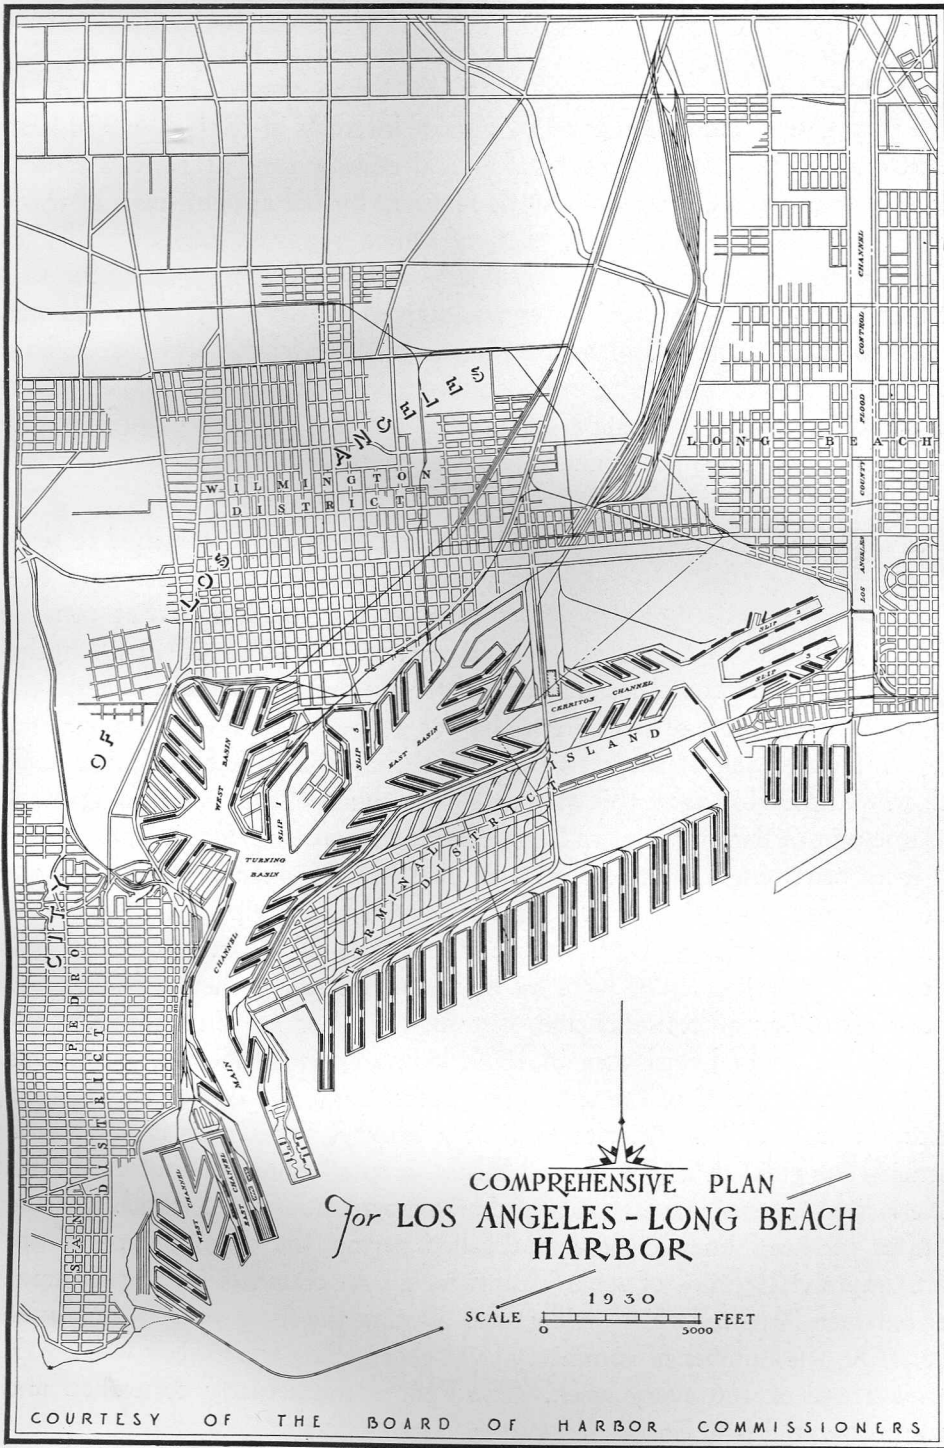 LOS ANGELES FLOOD COUNTY CONTROL CHANNEL
LONG BEACH
CITY OF LOS ANGELES
WILMINGTON
DISTRICT
SLIP 2
SLIP 3
CERRITOS CHANNEL
EAST BASIN
SLIP 5
WEST BASIN
SLIP 1
TURNING
BASIN
TERMINAL ISLAND
DISTRICT
CHANNEL
MAIN
SAN PEDRO
DISTRICT
WEST CHANNEL
EAST CHANNEL
COMPREHENSIVE PLAN
For LOS ANGELES - LONG BEACH
HARBOR
1930
SCALE
0
5000
FEET
COURTESY OF THE BOARD OF HARBOR COMMISSIONERS